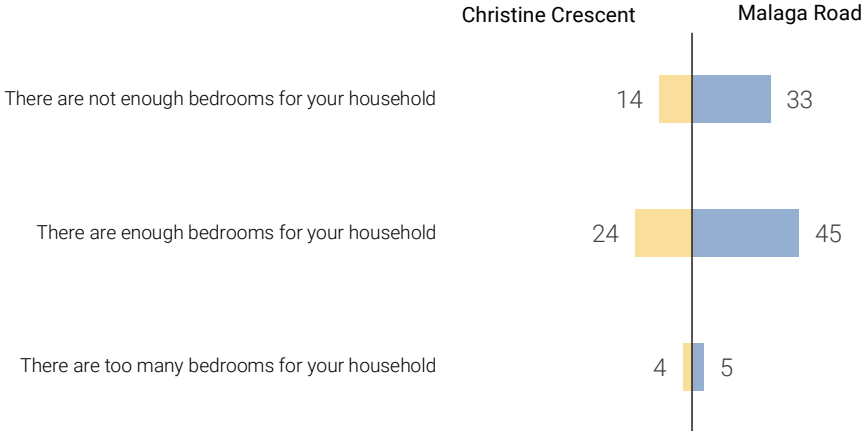 Christine Crescent Malaga Road
There are not enough bedrooms for your household 14 33
There are enough bedrooms for your household 24 45
There are too many bedrooms for your household 4 5